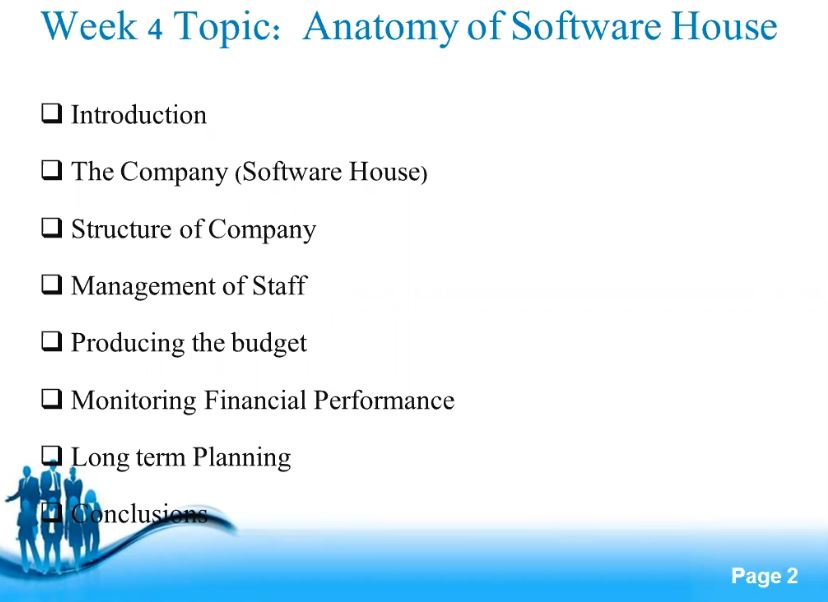 Week 4 Topic: Anatomy of Software House
❑ Introduction
❑ The Company (Software House)
❑ Structure of Company
❑ Management of Staff
❑ Producing the budget
❑ Monitoring Financial Performance
❑ Long term Planning
❑ Conclusions
Page 2